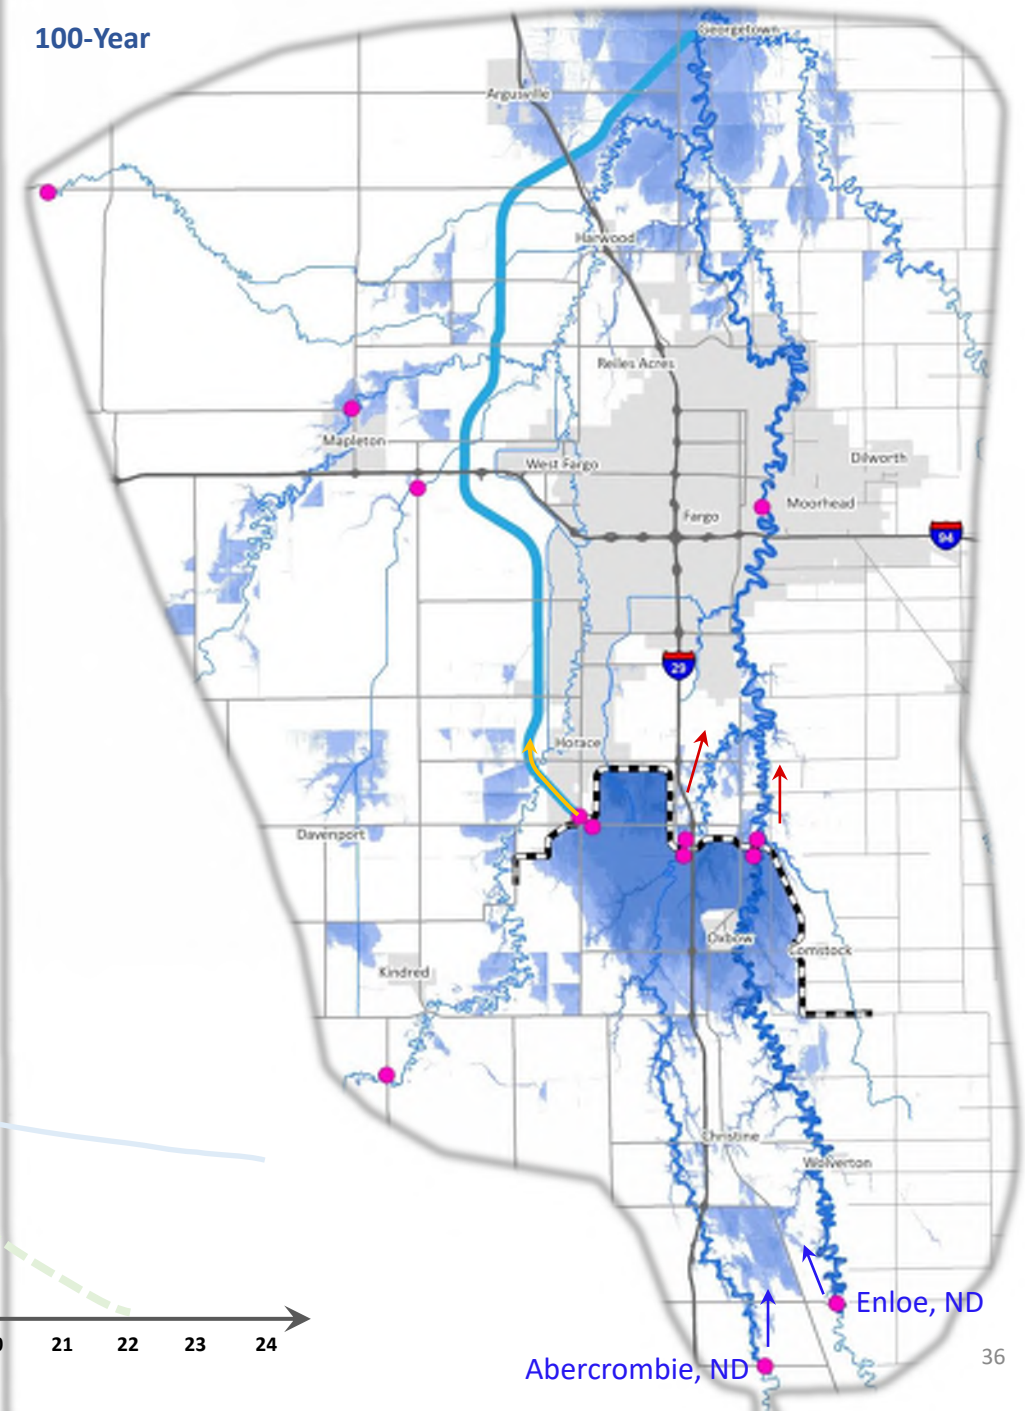 100-Year
Georgetown
Argusville
Harwood
Reiles Acres
Mapleton
West Fargo
Dilworth
Moorhead
Fargo
94
29
Horace
Davenport
Oxbow
Comstock
Kindred
Christine
Wolverton
Enloe, ND
Abercrombie, ND
21 22 23 24
36